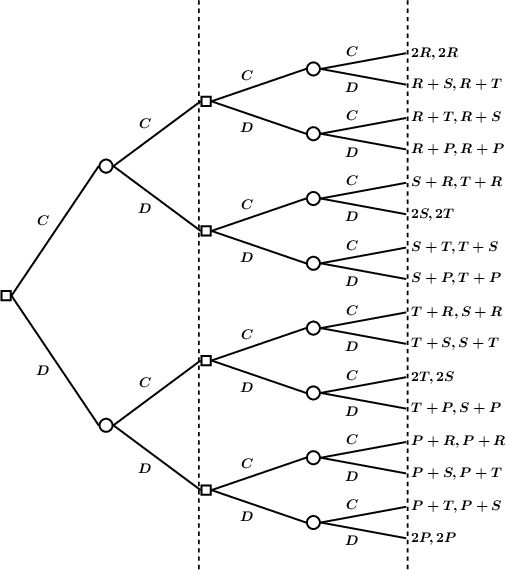 C
2R, 2R
C
D
R + S, R + T
C
C
R + T, R + S
D
D
R + P, R + P
C
C
S + R, T + R
C
D
D
2S, 2T
C
D
S + T, T + S
D
S + P, T + P
C
C
T + R, S + R
D
T + S, S + T
D
C
C
C
2T, 2S
D
D
T + P, S + P
C
C
P + R, P + R
D
D
P + S, P + T
C
D
P + T, P + S
D
2P, 2P